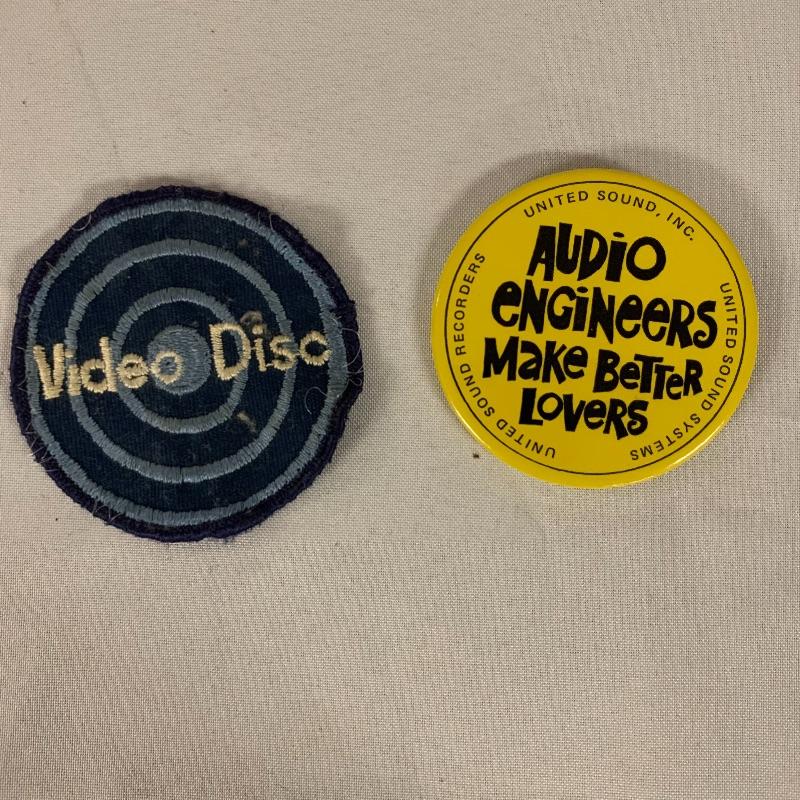 Video Disc
UNITED SOUND, INC.
AUDiO
eNGiNeeRS
Make BeTTeR
LOVeRS
UNITED SOUND SYSTEMS
UNITED SOUND RECORDERS